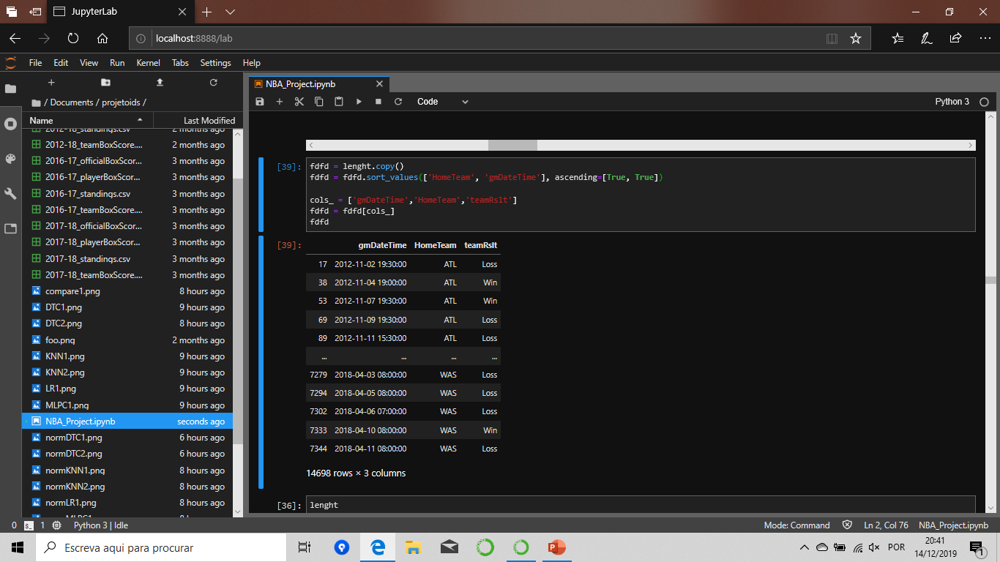 JupyterLab
localhost:8888/lab
File Edit View Run Kernel Tabs Settings Help
/ Documents / projetoids /
Name Last Modified
2012-18_standings.csv 2 months ago
2012-18_teamBoxScore.... 2 months ago
2016-17_officialBoxScor... 3 months ago
2016-17_playerBoxScor... 3 months ago
2016-17_standings.csv 3 months ago
2016-17_teamBoxScore.... 3 months ago
2017-18_officialBoxScor... 3 months ago
2017-18_playerBoxScor... 3 months ago
2017-18_standings.csv 3 months ago
2017-18_teamBoxScore.... 3 months ago
compare1.png 8 hours ago
DTC1.png 9 hours ago
DTC2.png 8 hours ago
foo.png 2 months ago
KNN1.png 9 hours ago
KNN2.png 9 hours ago
LR1.png 9 hours ago
MLPC1.png 9 hours ago
NBA_Project.ipynb seconds ago
normDTC1.png 6 hours ago
normDTC2.png 6 hours ago
normKNN1.png 8 hours ago
normKNN2.png 8 hours ago
normLR1.png 8 hours ago
NBA_Project.ipynb
Code
Python 3
[39]:
fdfd = lenght.copy()
fdfd = fdfd.sort_values(['HomeTeam', 'gmDateTime'], ascending=[True, True])
cols_ = ['gmDateTime','HomeTeam','teamRslt']
fdfd = fdfd[cols_]
fdfd
[39]:
gmDateTime HomeTeam teamRslt
17 2012-11-02 19:30:00 ATL Loss
38 2012-11-04 19:00:00 ATL Win
53 2012-11-07 19:30:00 ATL Win
69 2012-11-09 19:30:00 ATL Loss
89 2012-11-11 15:30:00 ATL Loss
... ... ... ...
7279 2018-04-03 08:00:00 WAS Loss
7294 2018-04-05 08:00:00 WAS Loss
7302 2018-04-06 07:00:00 WAS Loss
7333 2018-04-10 08:00:00 WAS Win
7344 2018-04-11 08:00:00 WAS Loss
14698 rows × 3 columns
[36]: lenght
0 $_ 1 Python 3 | Idle
Mode: Command Ln 2, Col 76 NBA_Project.ipynb
Escreva aqui para procurar
POR
20:41
14/12/2019
1